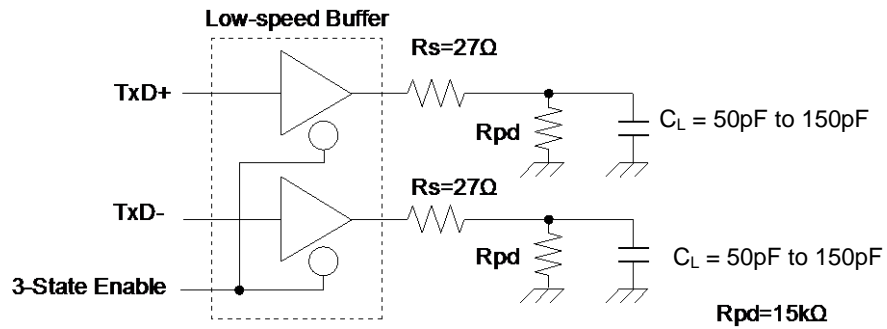 Low-speed Buffer
Rs=27Ω
TxD+
Rpd
CL = 50pF to 150pF
Rs=27Ω
TxD-
Rpd
CL = 50pF to 150pF
3-State Enable
Rpd=15kΩ